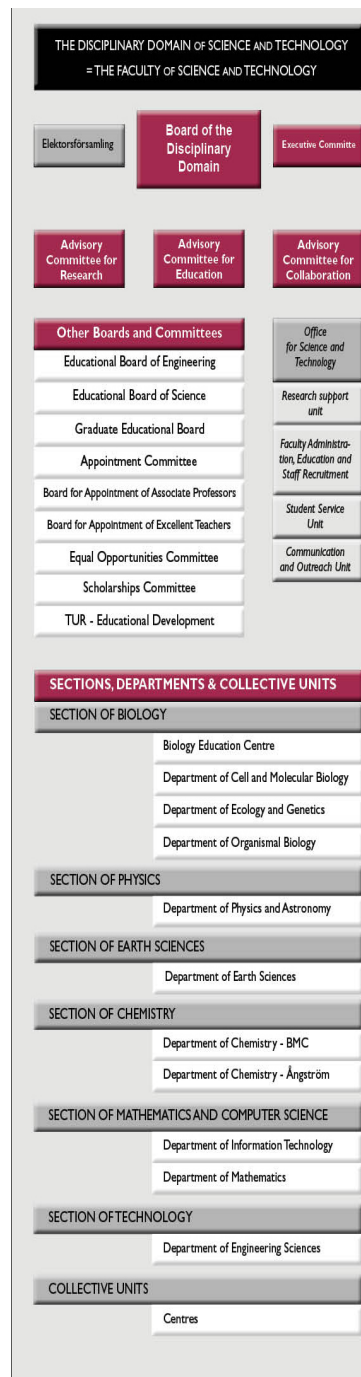 THE DISCIPLINARY DOMAIN OF SCIENCE AND TECHNOLOGY
= THE FACULTY OF SCIENCE AND TECHNOLOGY
Elektorsförsamling
Board of the
Disciplinary
Domain
Executive Committe
Advisory
Committee for
Research
Advisory
Committee for
Education
Advisory
Committee for
Collaboration
Other Boards and Committees
Educational Board of Engineering
Educational Board of Science
Graduate Educational Board
Appointment Committee
Board for Appointment of Associate Professors
Board for Appointment of Excellent Teachers
Equal Opportunities Committee
Scholarships Committee
TUR - Educational Development
Office
for Science and
Technology
Research support
unit
Faculty Administra-
tion, Education and
Staff Recruitment
Student Service
Unit
Communication
and Outreach Unit
SECTIONS, DEPARTMENTS & COLLECTIVE UNITS
SECTION OF BIOLOGY
Biology Education Centre
Department of Cell and Molecular Biology
Department of Ecology and Genetics
Department of Organismal Biology
SECTION OF PHYSICS
Department of Physics and Astronomy
SECTION OF EARTH SCIENCES
Department of Earth Sciences
SECTION OF CHEMISTRY
Department of Chemistry - BMC
Department of Chemistry - Ångström
SECTION OF MATHEMATICS AND COMPUTER SCIENCE
Department of Information Technology
Department of Mathematics
SECTION OF TECHNOLOGY
Department of Engineering Sciences
COLLECTIVE UNITS
Centres